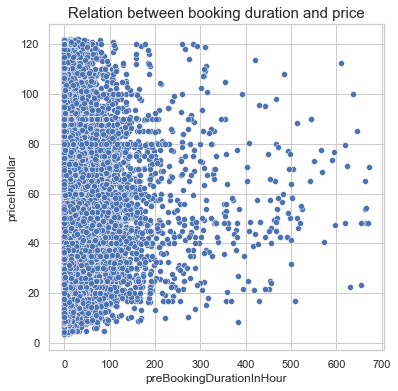 Relation between booking duration and price
120
100
80
60
40
20
0
priceInDollar
0 100 200 300 400 500 600 700
preBookingDurationInHour